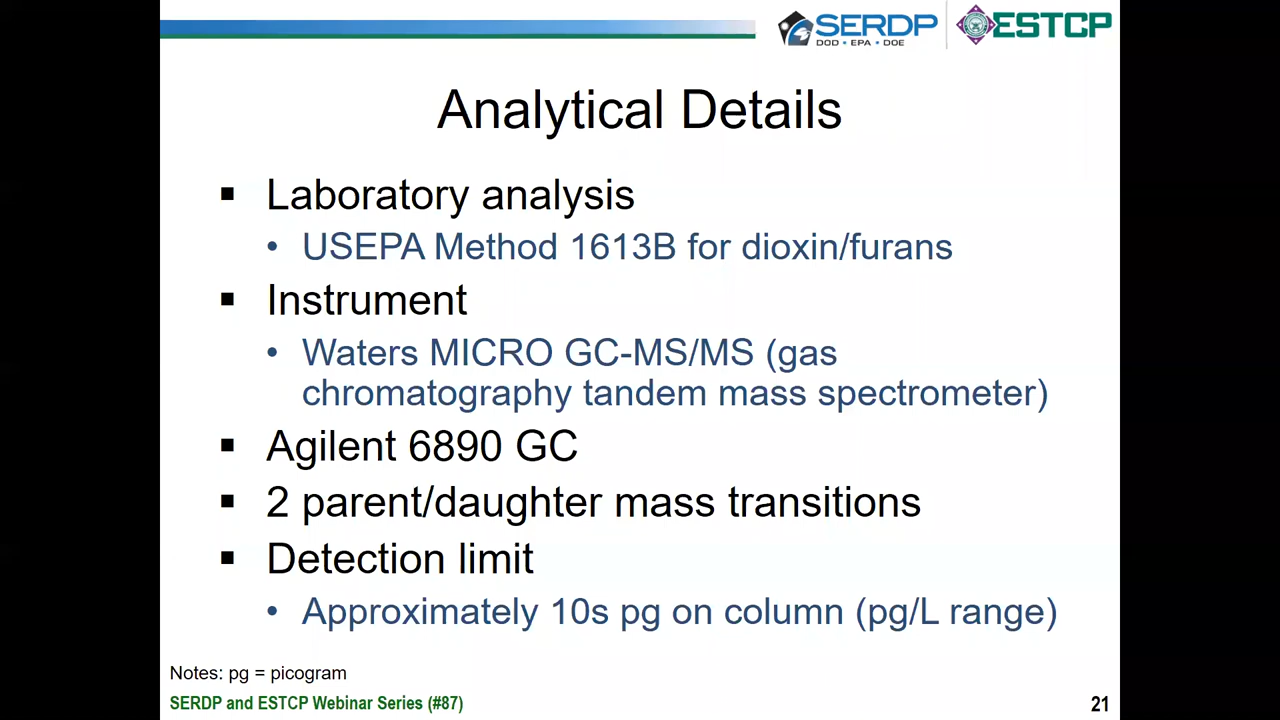 SERDP
DOD • EPA • DOE
ESTCP
Analytical Details
▪ Laboratory analysis
• USEPA Method 1613B for dioxin/furans
▪ Instrument
• Waters MICRO GC-MS/MS (gas
chromatography tandem mass spectrometer)
▪ Agilent 6890 GC
▪ 2 parent/daughter mass transitions
▪ Detection limit
• Approximately 10s pg on column (pg/L range)
Notes: pg = picogram
SERDP and ESTCP Webinar Series (#87)
21